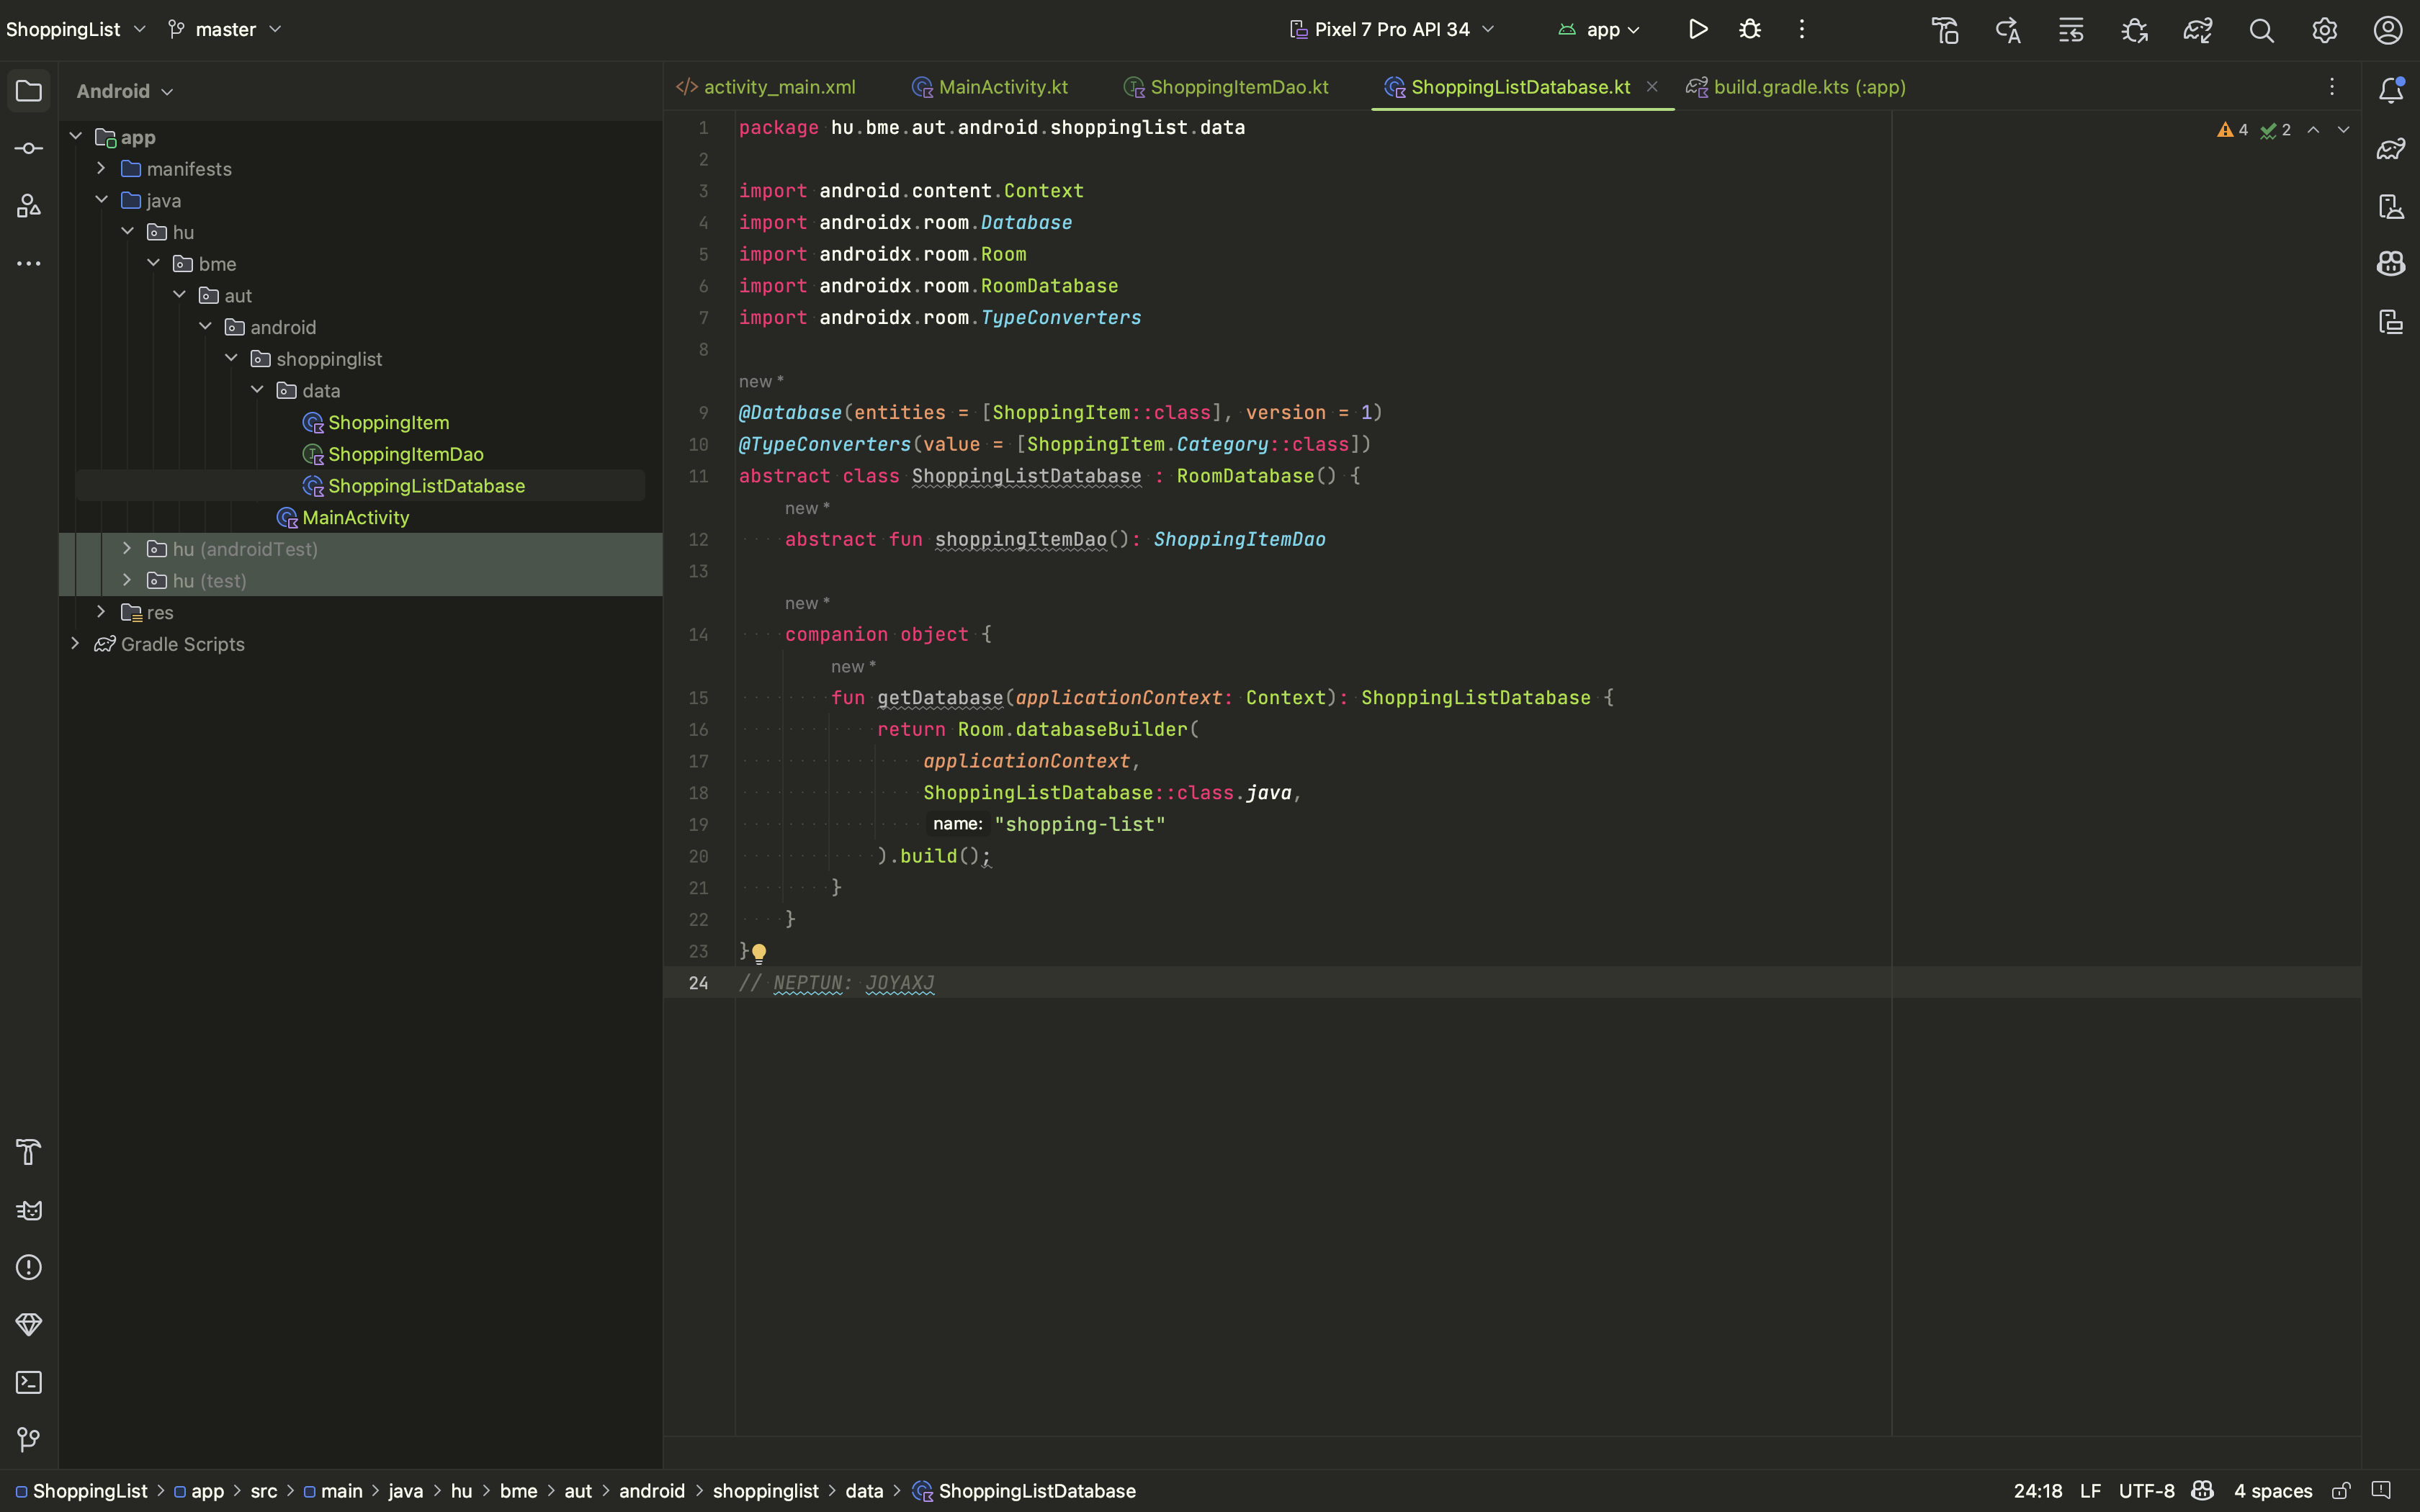 ShoppingList master Pixel 7 Pro API 34 app
Android
app
manifests
java
hu
bme
aut
android
shoppinglist
data
ShoppingItem
ShoppingItemDao
ShoppingListDatabase
MainActivity
hu (androidTest)
hu (test)
res
Gradle Scripts
activity_main.xml MainActivity.kt ShoppingItemDao.kt ShoppingListDatabase.kt build.gradle.kts (:app)
4 2
1 package hu.bme.aut.android.shoppinglist.data
2
3 import android.content.Context
4 import androidx.room.Database
5 import androidx.room.Room
6 import androidx.room.RoomDatabase
7 import androidx.room.TypeConverters
8
new *
9 @Database(entities = [ShoppingItem::class], version = 1)
10 @TypeConverters(value = [ShoppingItem.Category::class])
11 abstract class ShoppingListDatabase : RoomDatabase() {
new *
12 abstract fun shoppingItemDao(): ShoppingItemDao
13
new *
14 companion object {
new *
15 fun getDatabase(applicationContext: Context): ShoppingListDatabase {
16 return Room.databaseBuilder(
17 applicationContext,
18 ShoppingListDatabase::class.java,
19 name: "shopping-list"
20 ).build();
21 }
22 }
23 }
24 // NEPTUN: JOYAXJ
ShoppingList > app > src > main > java > hu > bme > aut > android > shoppinglist > data > ShoppingListDatabase 24:18 LF UTF-8 4 spaces